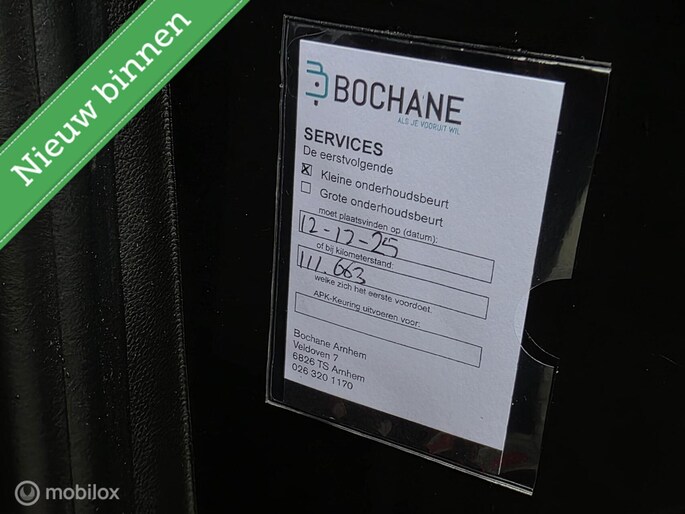 Nieuw binnen
BOCHANE
ALS JE VOORUIT WIL
SERVICES
De eerstvolgende
x Kleine onderhoudsbeurt
Grote onderhoudsbeurt
moet plaatsvinden op (datum):
12-12-25
of bij kilometerstand:
111.663
welke zich het eerste voordoet.
APK-Keuring uitvoeren voor:
Bochane Arnhem
Veldoven 7
6826 TS Arnhem
026 320 1170
mobilox